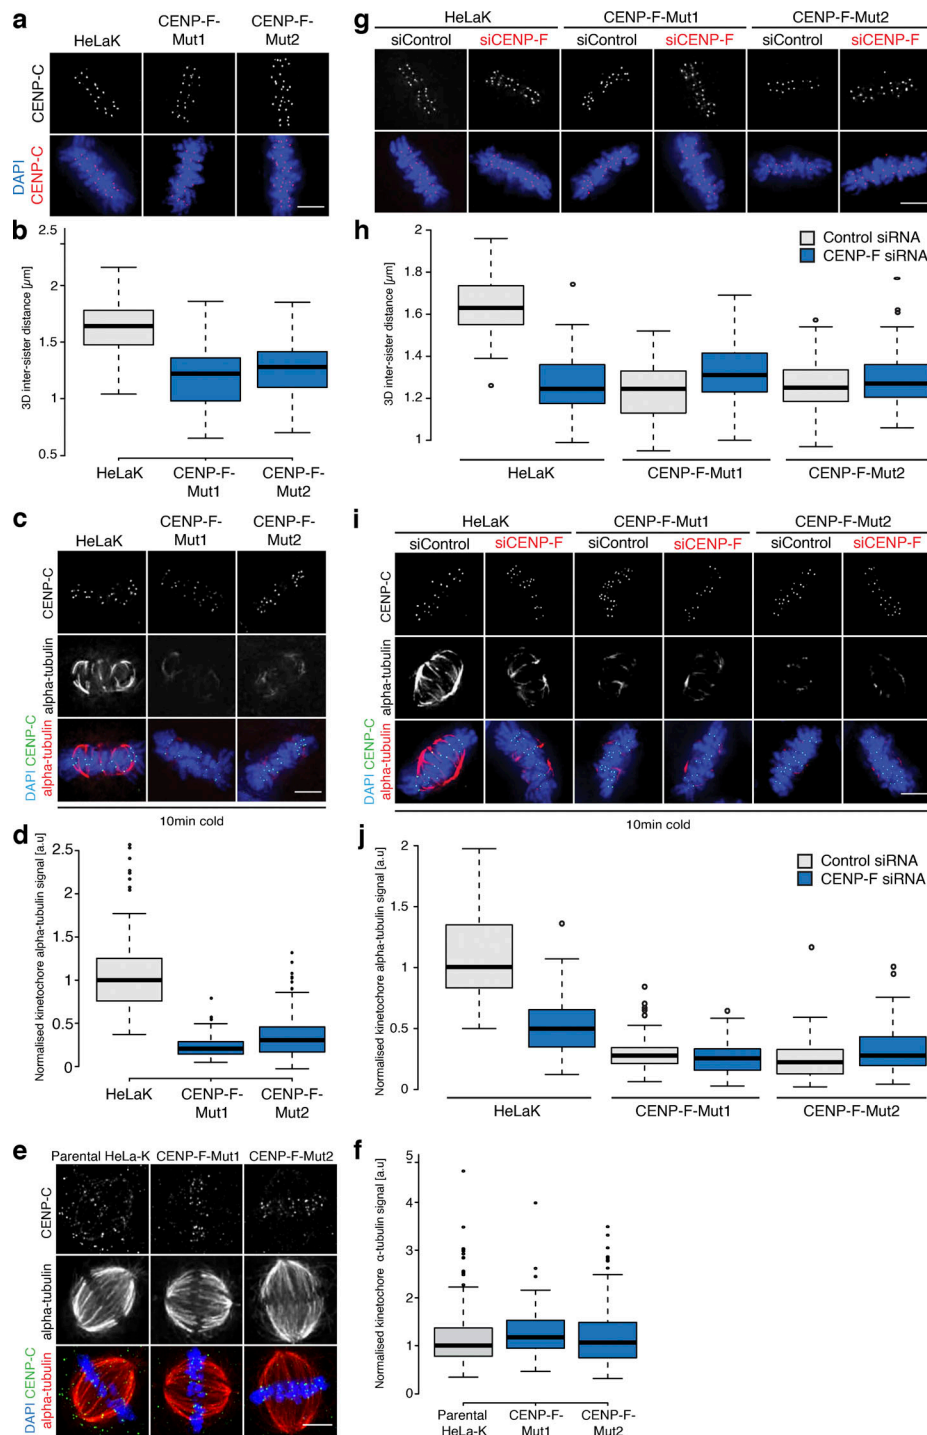 a
HeLaK
CENP-F-
Mut1
CENP-F-
Mut2
CENP-C
DAPI
CENP-C
b
3D inter-sister distance [µm]
2.5
2
1.5
1
0.5
HeLaK
CENP-F-
Mut1
CENP-F-
Mut2
c
HeLaK
CENP-F-
Mut1
CENP-F-
Mut2
CENP-C
alpha-tubulin
DAPI CENP-C
alpha-tubulin
10min cold
d
Normalised kinetochore alpha-tubulin signal [a.u]
2.5
2
1.5
1
0.5
0
HeLaK
CENP-F-
Mut1
CENP-F-
Mut2
e
Parental HeLa-K
CENP-F-Mut1
CENP-F-Mut2
CENP-C
alpha-tubulin
DAPI CENP-C
alpha-tubulin
g
HeLaK
CENP-F-Mut1
CENP-F-Mut2
siControl siCENP-F siControl siCENP-F siControl siCENP-F
h
3D inter-sister distance [µm]
2
1.8
1.6
1.4
1.2
1
Control siRNA
CENP-F siRNA
HeLaK
CENP-F-Mut1
CENP-F-Mut2
i
HeLaK
CENP-F-Mut1
CENP-F-Mut2
siControl siCENP-F siControl siCENP-F siControl siCENP-F
CENP-C
alpha-tubulin
DAPI CENP-C
alpha-tubulin
10min cold
j
Normalised kinetochore alpha-tubulin signal [a.u]
2
1.5
1
0.5
0
Control siRNA
CENP-F siRNA
HeLaK
CENP-F-Mut1
CENP-F-Mut2
f
Normalised kinetochore α-tubulin signal [a.u]
5
4
3
2
1
0
Parental
HeLa-K
CENP-F-
Mut1
CENP-F-
Mut2